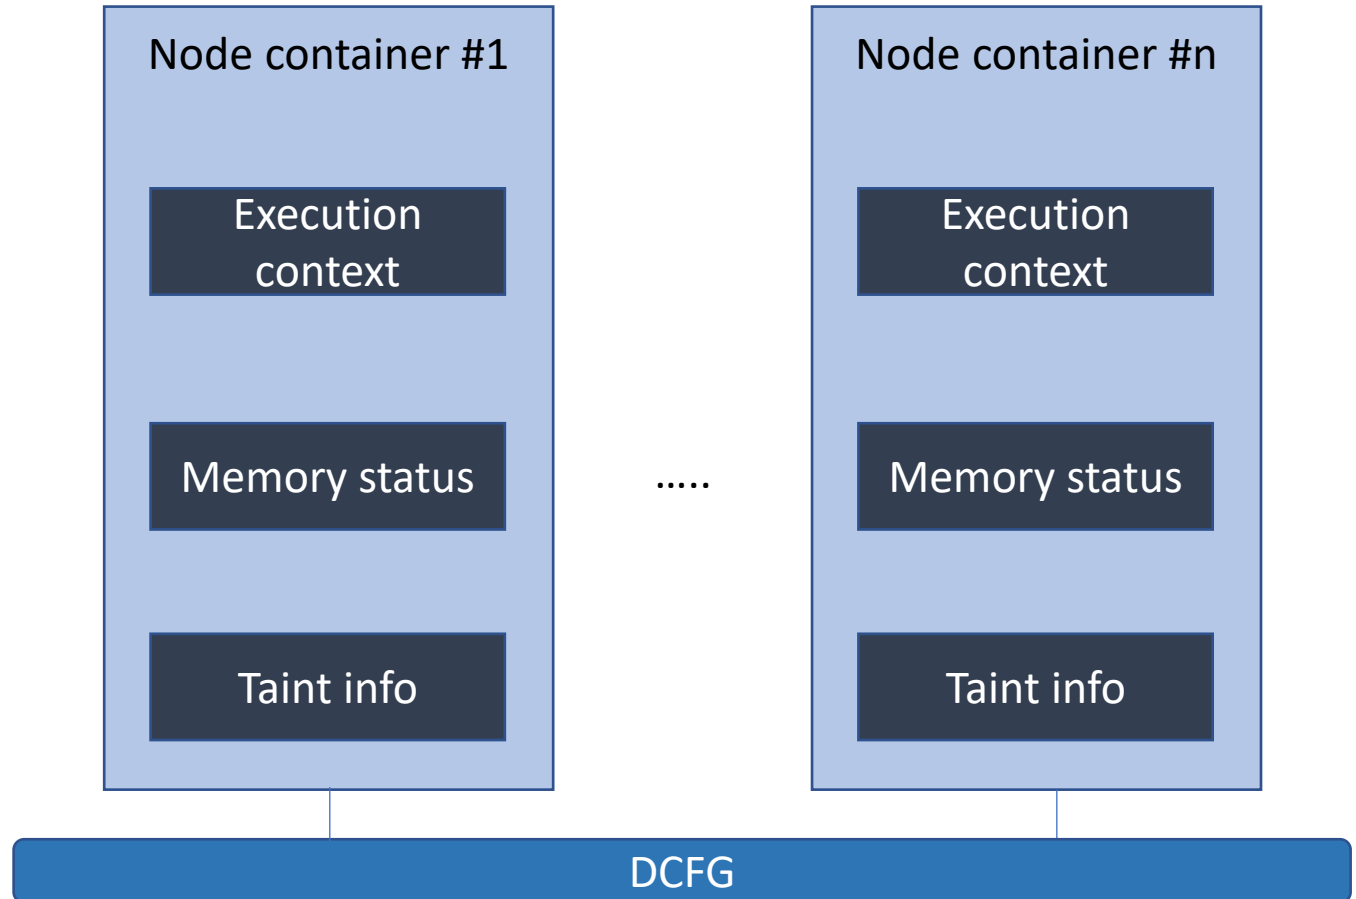 Node container #1
Execution
context
Memory status
Taint info
.....
Node container #n
Execution
context
Memory status
Taint info
DCFG